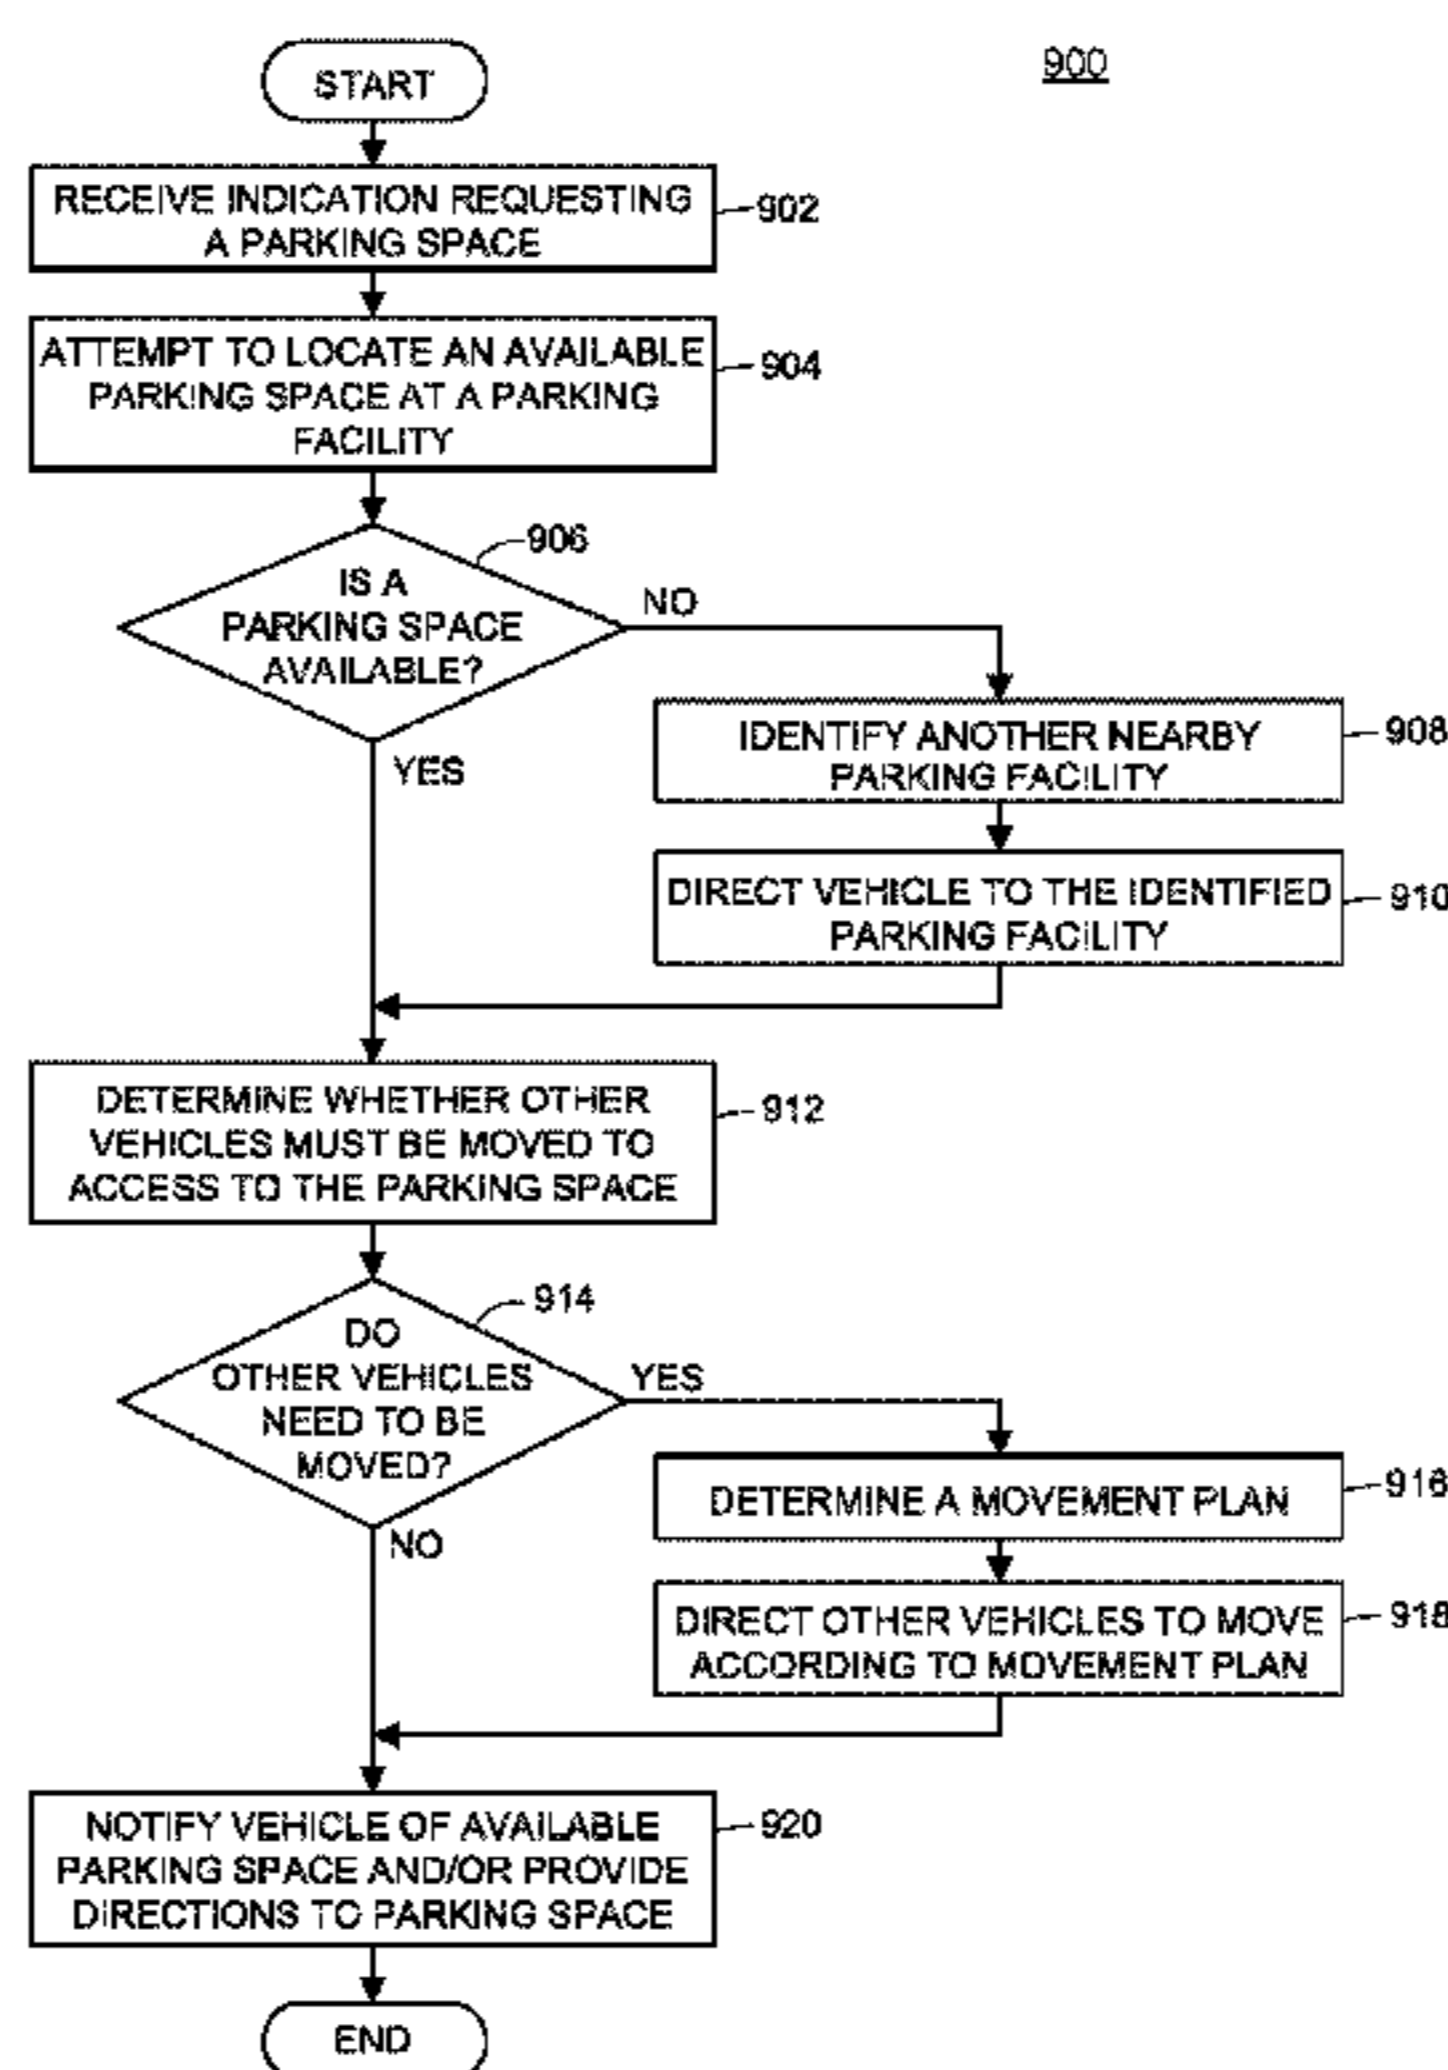 900
START
RECEIVE INDICATION REQUESTING
A PARKING SPACE
902
ATTEMPT TO LOCATE AN AVAILABLE
PARKING SPACE AT A PARKING
FACILITY
904
906
IS A
PARKING SPACE
AVAILABLE?
NO
YES
IDENTIFY ANOTHER NEARBY
PARKING FACILITY
908
DIRECT VEHICLE TO THE IDENTIFIED
PARKING FACILITY
910
DETERMINE WHETHER OTHER
VEHICLES MUST BE MOVED TO
ACCESS TO THE PARKING SPACE
912
914
DO
OTHER VEHICLES
NEED TO BE
MOVED?
YES
NO
DETERMINE A MOVEMENT PLAN
916
DIRECT OTHER VEHICLES TO MOVE
ACCORDING TO MOVEMENT PLAN
918
NOTIFY VEHICLE OF AVAILABLE
PARKING SPACE AND/OR PROVIDE
DIRECTIONS TO PARKING SPACE
920
END